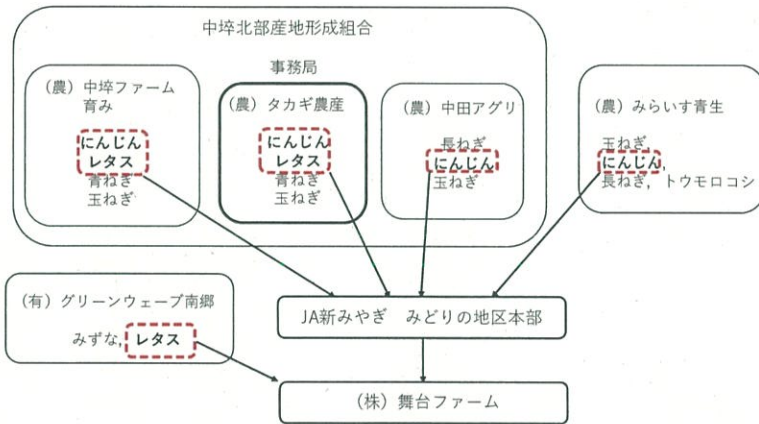 中埣北部産地形成組合
事務局
(農) 中埣ファーム
育み
にんじん
レタス
青ねぎ
玉ねぎ
(農) タカギ農産
にんじん
レタス
青ねぎ
玉ねぎ
(農) 中田アグリ
長ねぎ
にんじん
玉ねぎ
(農) みらいす青生
玉ねぎ,
にんじん,
長ねぎ, トウモロコシ
(有) グリーンウェーブ南郷
みずな, レタス
JA新みやぎ みどりの地区本部
(株) 舞台ファーム